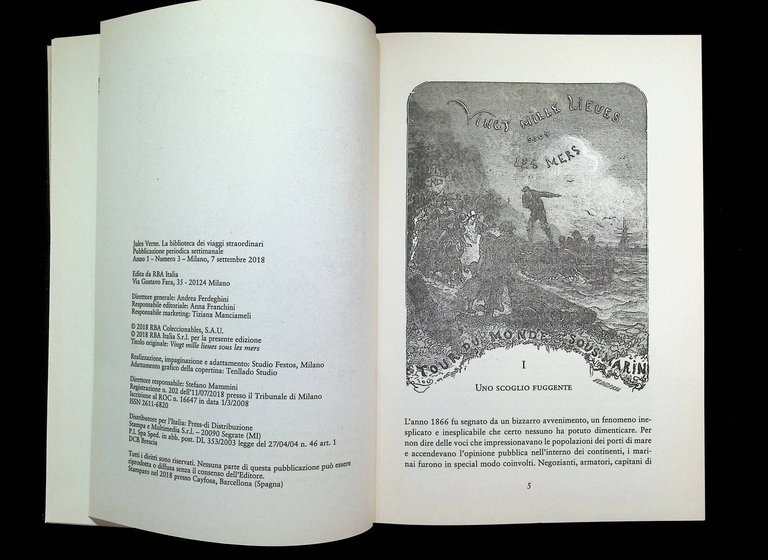 Jules Verne. La biblioteca dei viaggi straordinari
Pubblicazione periodica settimanale
Anno 1 - Numero 3 – Milano, 7 settembre 2018
Edita da RBA Italia
Via Gustavo Fara, 35 - 20124 Milano
Direttore generale: Andrea Ferdeghini
Responsabile editoriale: Anna Franchini
Responsabile marketing: Tiziana Manciameli
© 2018 RBA Coleccionables, S.A.U.
© 2018 RBA Italia S.r.l. per la presente edizione
Titolo originale: Vingt mille lieues sous les mers
Realizzazione, impaginazione e adattamento: Studio Festos, Milano
Adattamento grafico della copertina: Tenllado Studio
Direttore responsabile: Stefano Mammini
Registrazione n. 202 dell'11/07/2018 presso il Tribunale di Milano
Iscrizione al ROC n. 16647 in data 1/3/2008
ISSN 2611-6820
Distributore per l'Italia: Press-di Distribuzione
Stampa e Multimedia S.r.l. – 20090 Segrate (MI)
P.I. Spa Sped. in abb. post. DL 353/2003 legge del 27/04/04 n. 46 art. 1
DCB Brescia
Tutti i diritti sono riservati. Nessuna parte di questa pubblicazione può essere
riprodotta o diffusa senza il consenso dell'Editore.
Stampato nel 2018 presso Cayfosa, Barcellona (Spagna)
VINGT MILLE LIEUES
SOUS
LES MERS
TOUR DU MONDE SOUS-MARIN
I
UNO SCOGLIO FUGGENTE
L'anno 1866 fu segnato da un bizzarro avvenimento, un fenomeno ine-
splicato e inesplicabile che certo nessuno ha potuto dimenticare. Per
non dire delle voci che impressionavano le popolazioni dei porti di mare
e accendevano l'opinione pubblica nell'interno dei continenti, i mari-
nai furono in special modo coinvolti. Negozianti, armatori, capitani di
5